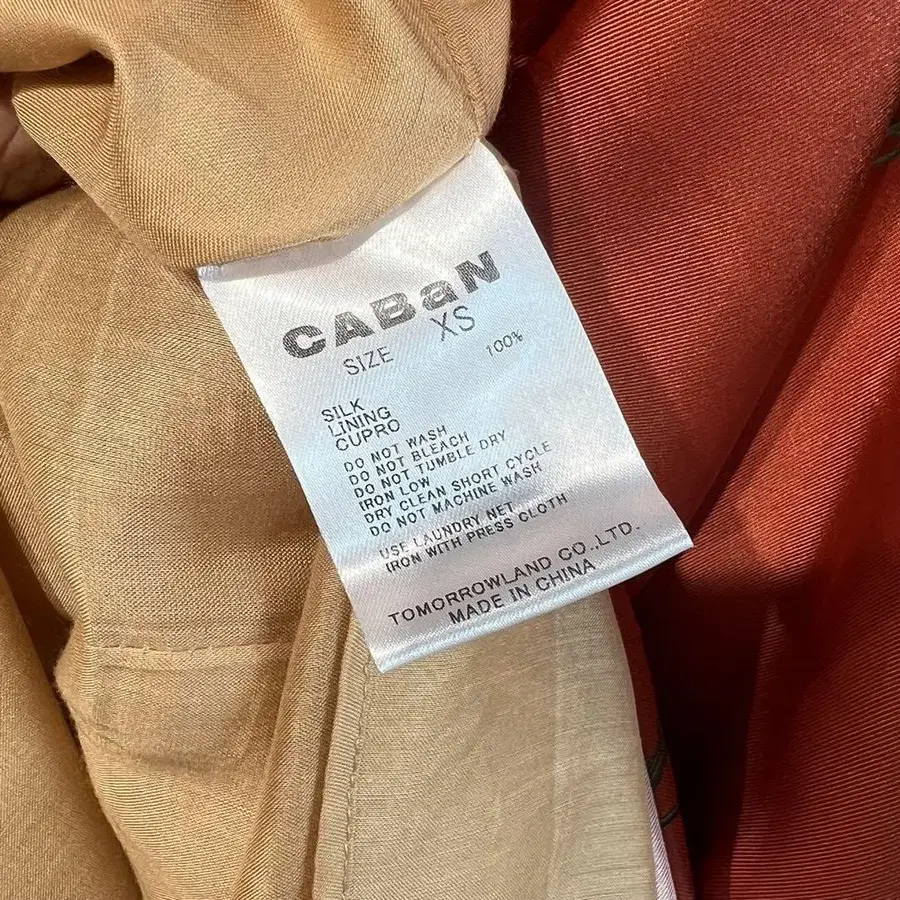 CABaN
SIZE XS
100%
SILK
LINING
CUPRO
DO NOT WASH
DO NOT BLEACH
DO NOT TUMBLE DRY
IRON LOW
DRY CLEAN SHORT CYCLE
DO NOT MACHINE WASH
USE LAUNDRY NET
IRON WITH PRESS CLOTH
TOMORROWLAND CO.,LTD.
MADE IN CHINA